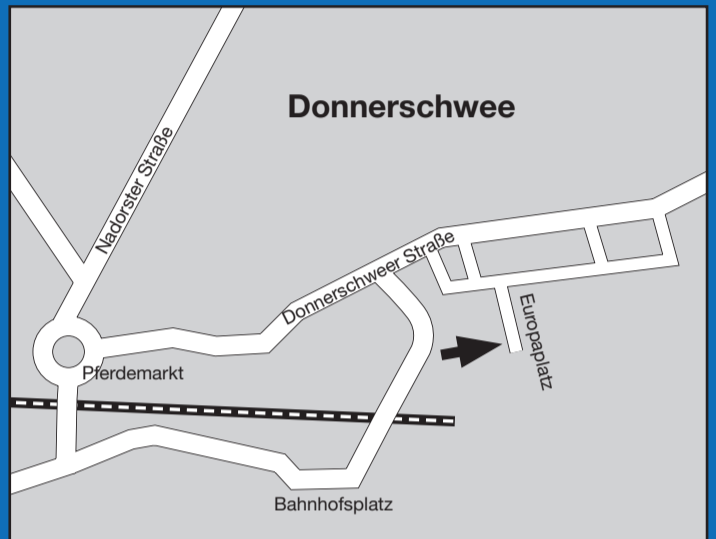 Donnerschwee
Nadorster Straße
Donnerschweer Straße
Europaplatz
Pferdemarkt
Bahnhofsplatz